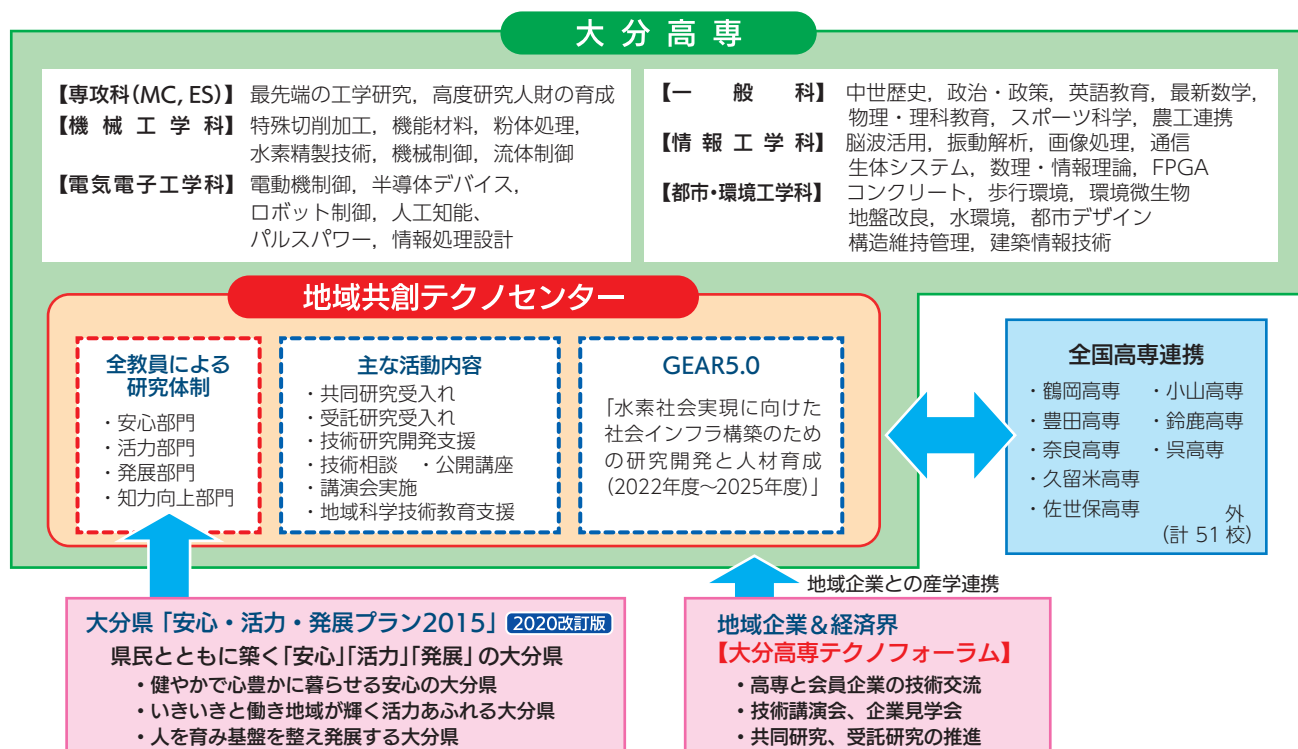 大分高専
【専攻科(MC, ES)】 最先端の工学研究，高度研究人財の育成
【機械工学科】 特殊切削加工，機能材料，粉体処理，
水素精製技術，機械制御，流体制御
【電気電子工学科】 電動機制御，半導体デバイス，
ロボット制御，人工知能、
パルスパワー，情報処理設計
【一般科】 中世歴史，政治・政策，英語教育，最新数学，
物理・理科教育，スポーツ科学，農工連携
【情報工学科】 脳波活用，振動解析，画像処理，通信
生体システム，数理・情報理論，FPGA
【都市・環境工学科】 コンクリート，歩行環境，環境微生物
地盤改良，水環境，都市デザイン
構造維持管理，建築情報技術
地域共創テクノセンター
全教員による
研究体制
・安心部門
・活力部門
・発展部門
・知力向上部門
主な活動内容
・共同研究受入れ
・受託研究受入れ
・技術研究開発支援
・技術相談 ・公開講座
・講演会実施
・地域科学技術教育支援
GEAR5.0
「水素社会実現に向けた
社会インフラ構築のため
の研究開発と人材育成
(2022年度～2025年度)」
全国高専連携
・鶴岡高専 ・小山高専
・豊田高専 ・鈴鹿高専
・奈良高専 ・呉高専
・久留米高専
・佐世保高専
外
(計 51 校)
大分県「安心・活力・発展プラン2015」 2020改訂版
県民とともに築く「安心」「活力」「発展」の大分県
・健やかで心豊かに暮らせる安心の大分県
・いきいきと働き地域が輝く活力あふれる大分県
・人を育み基盤を整え発展する大分県
地域企業との産学連携
地域企業＆経済界
【大分高専テクノフォーラム】
・高専と会員企業の技術交流
・技術講演会、企業見学会
・共同研究、受託研究の推進